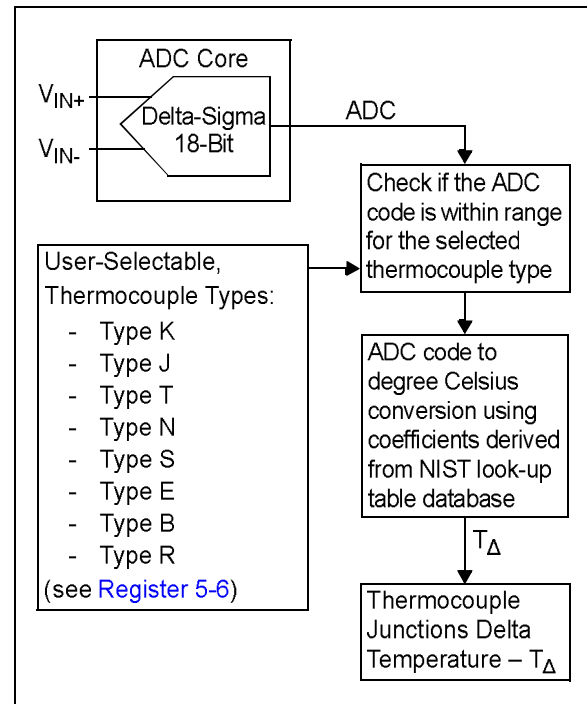 ADC Core
VIN+
VIN-
Delta-Sigma
18-Bit
ADC
Check if the ADC
code is within range
for the selected
thermocouple type
User-Selectable,
Thermocouple Types:
- Type K
- Type J
- Type T
- Type N
- Type S
- Type E
- Type B
- Type R
(see Register 5-6)
ADC code to
degree Celsius
conversion using
coefficients derived
from NIST look-up
table database
TΔ
Thermocouple
Junctions Delta
Temperature – TΔ